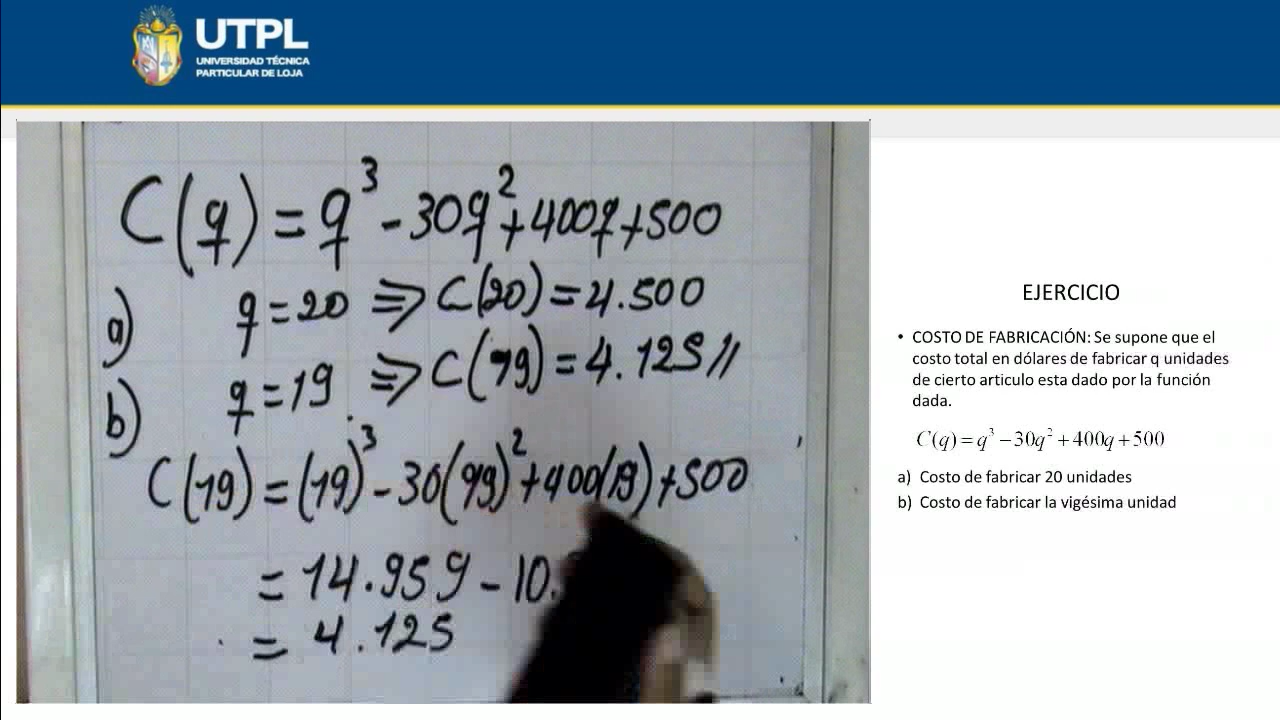 UTPL
UNIVERSIDAD TÉCNICA
PARTICULAR DE LOJA
C(q) = q³ - 30q² + 400q + 500
a) q = 20 ⇒ C(20) = 4.500
b) q = 19 ⇒ C(19) = 4.125 //
C(19) = (19)³ - 30(19)² + 400(19) + 500
= 14.959 - 10.
= 4.125
EJERCICIO
• COSTO DE FABRICACIÓN: Se supone que el
costo total en dólares de fabricar q unidades
de cierto articulo esta dado por la función
dada.
C(q) = q³ − 30q² + 400q + 500
a) Costo de fabricar 20 unidades
b) Costo de fabricar la vigésima unidad